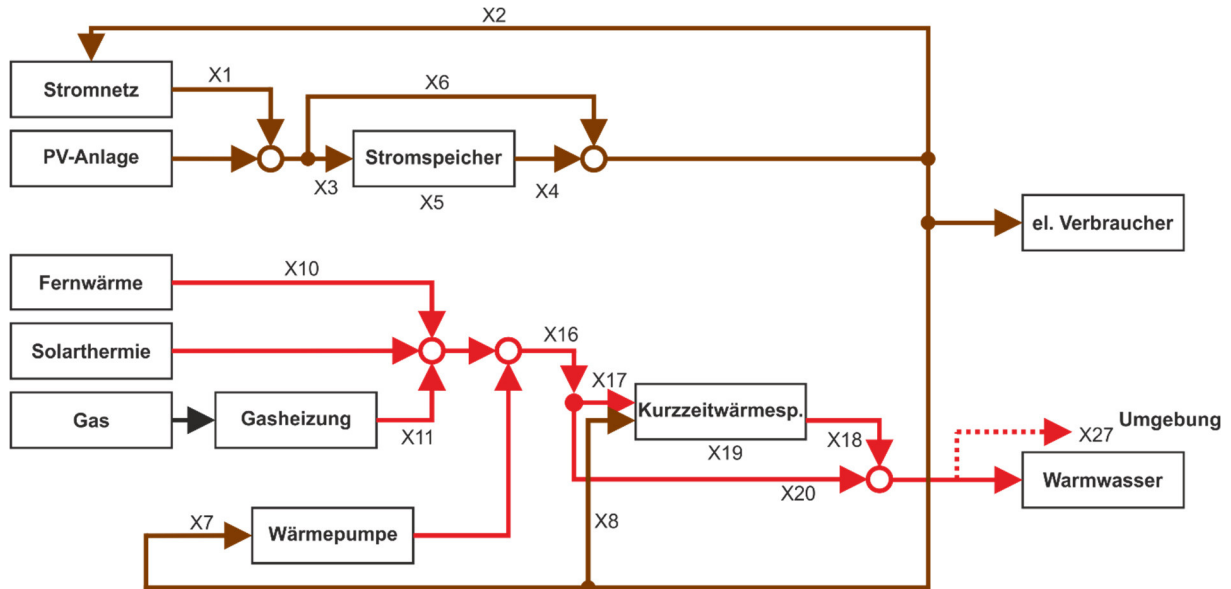 X2
Stromnetz
X1
X6
PV-Anlage
Stromspeicher
X3
X4
X5
el. Verbraucher
Fernwärme
X10
Solarthermie
X16
Gas
Gasheizung
X11
X17
Kurzzeitwärmesp.
X18
X19
Umgebung
X27
Warmwasser
X20
X7
Wärmepumpe
X8